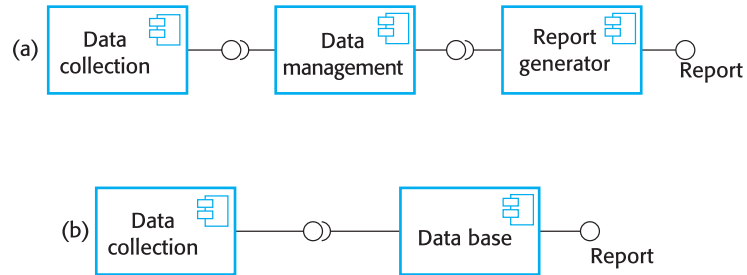 (a)
Data
collection
Data
management
Report
generator
Report
(b)
Data
collection
Data base
Report